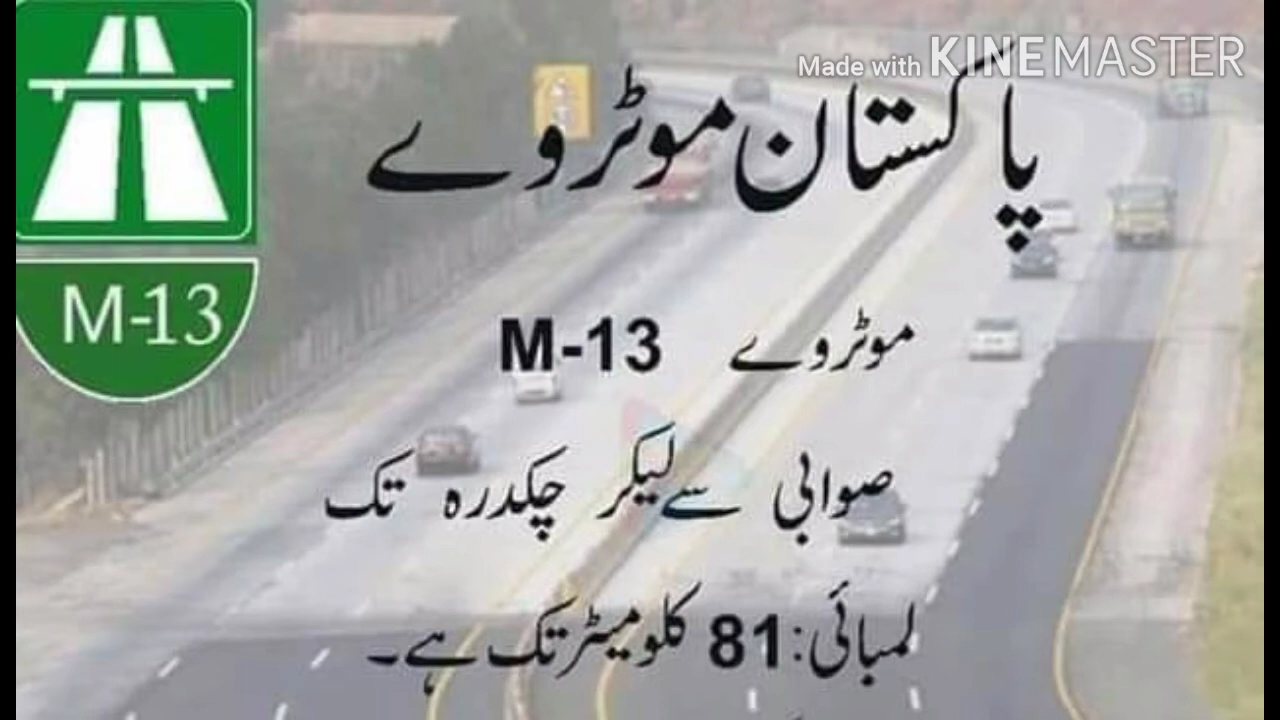 Made with KINEMASTER
پاکستان موٹروے
M-13
موٹروے M-13
صوابی سے لیکر چکدرہ تک
لمبائی: 81 کلومیٹر تک ہے۔